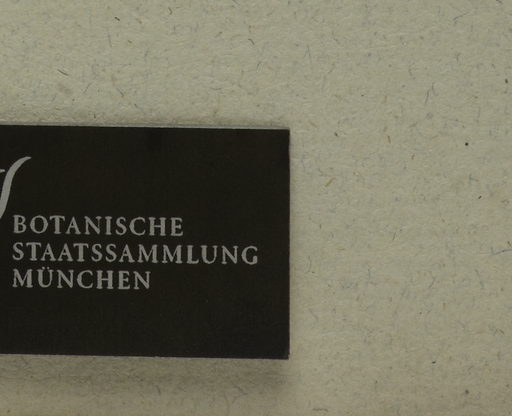 BOTANISCHE
STAATSSAMMLUNG
MÜNCHEN